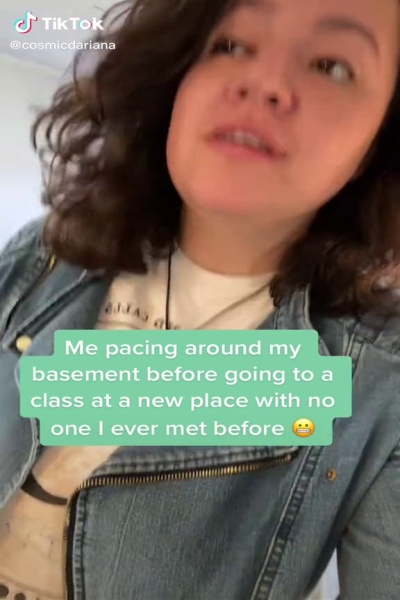 TikTok
@cosmicdariana
Me pacing around my
basement before going to a
class at a new place with no
one I ever met before 😬